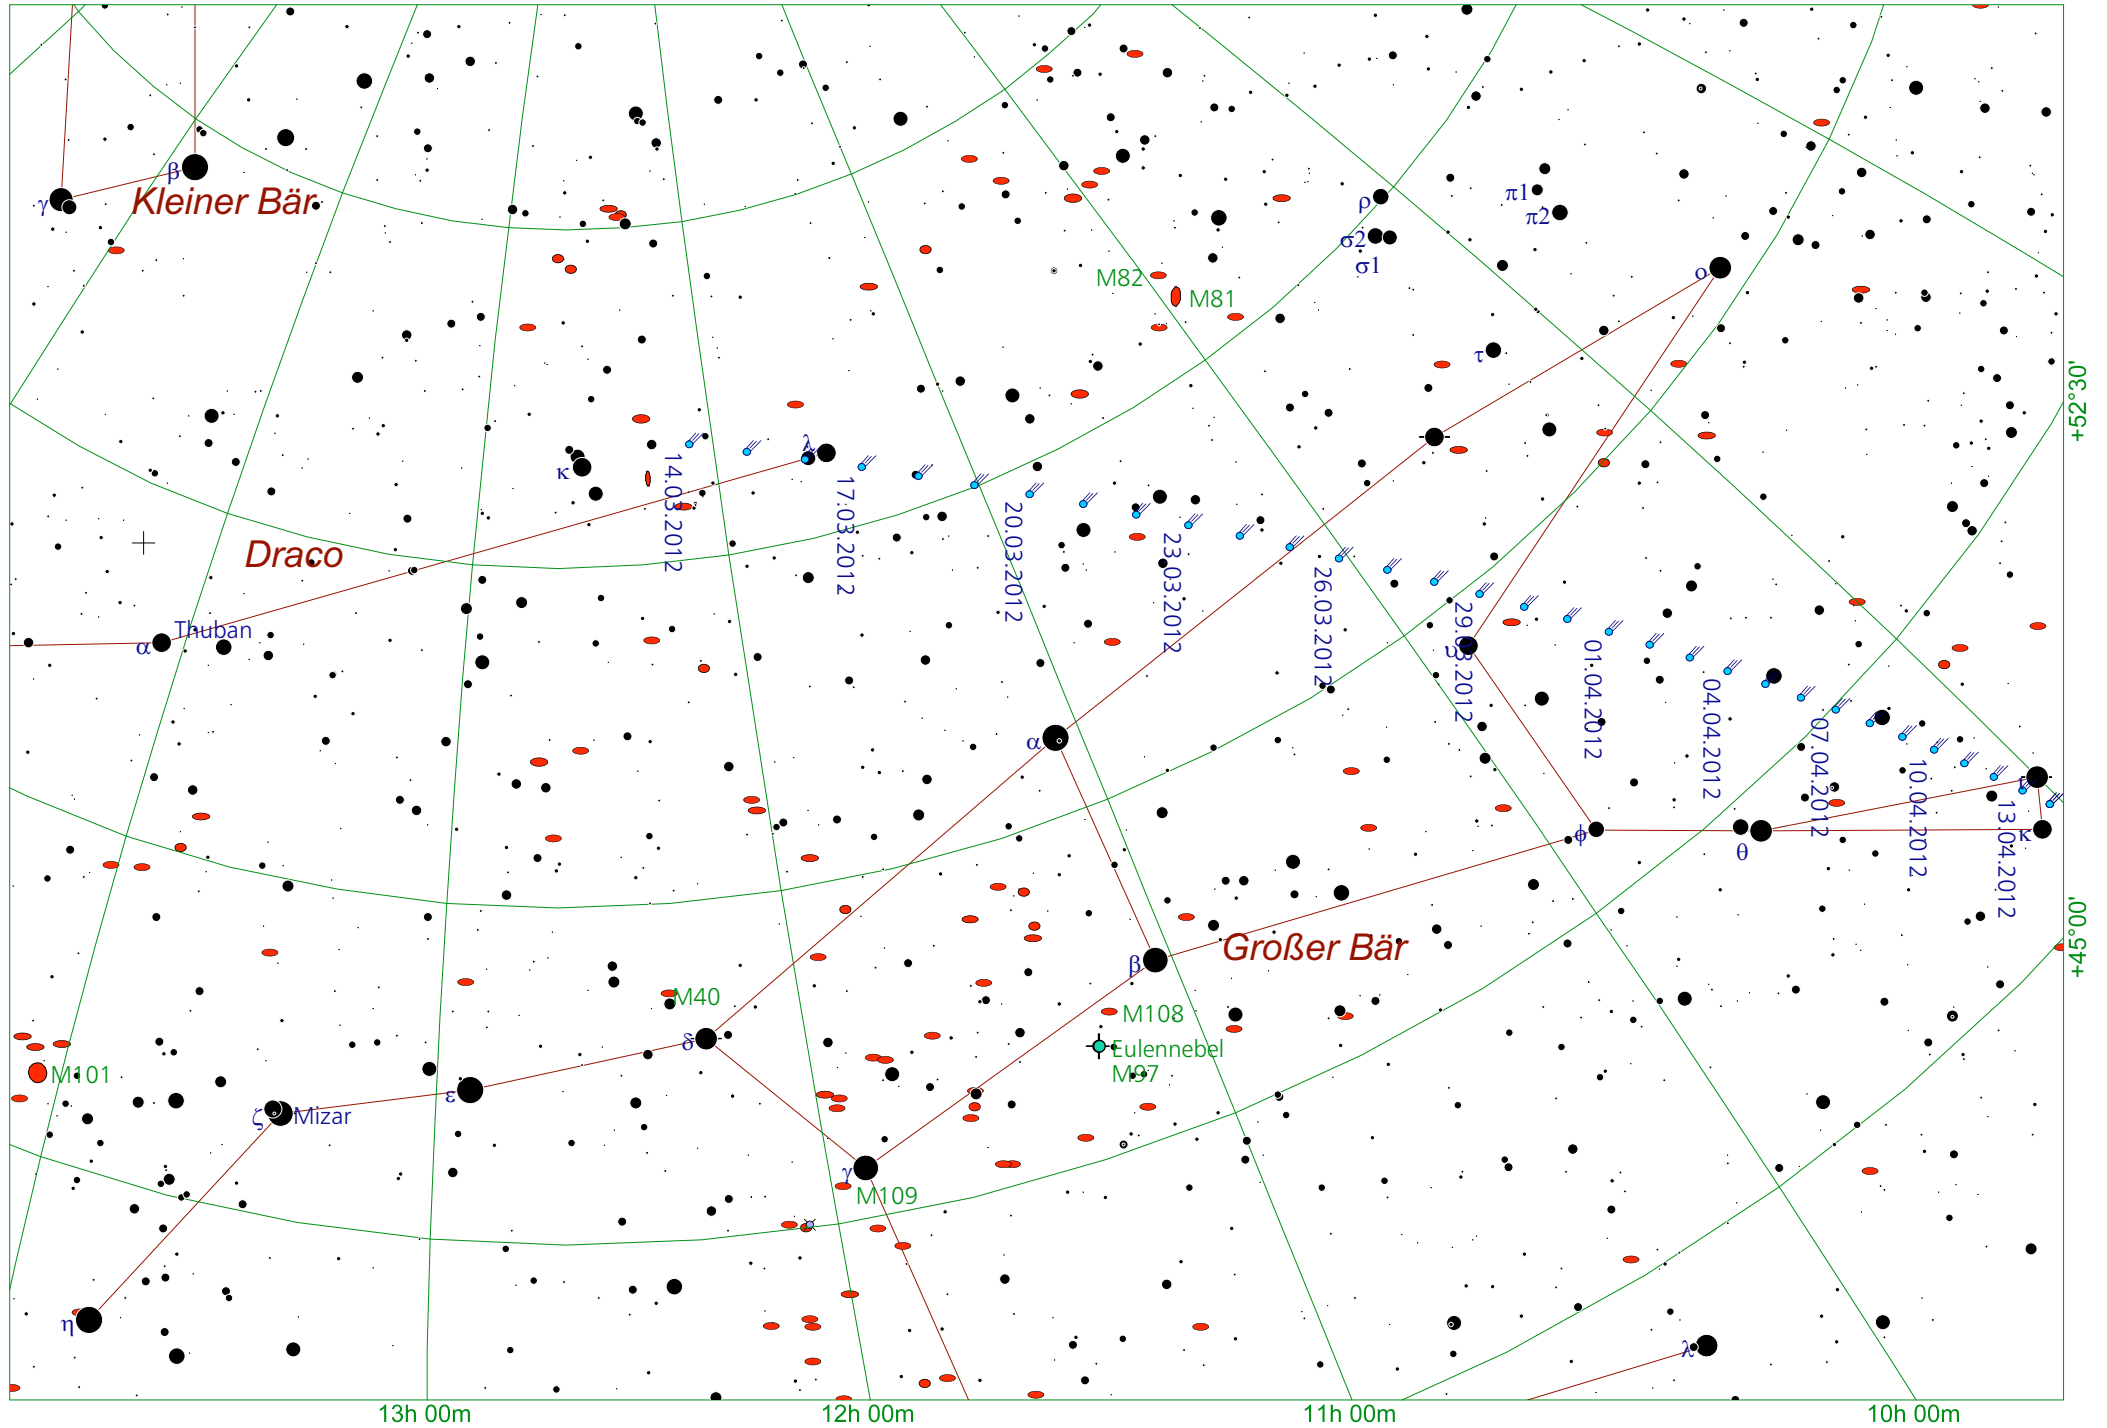 β
γ
Kleiner Bär
π1
π2
ρ
σ2
σ1
ο
M82
M81
τ
+52°30'
λ
κ
14.03.2012
17.03.2012
20.03.2012
23.03.2012
26.03.2012
29.03.2012
01.04.2012
04.04.2012
07.04.2012
10.04.2012
13.04.2012
Draco
Thuban
α
υ
α
ι
φ
θ
κ
Großer Bär
β
+45°00'
M40
M108
δ
Eulennebel
M97
M101
ε
ζ
Mizar
γ
M109
η
λ
13h 00m
12h 00m
11h 00m
10h 00m